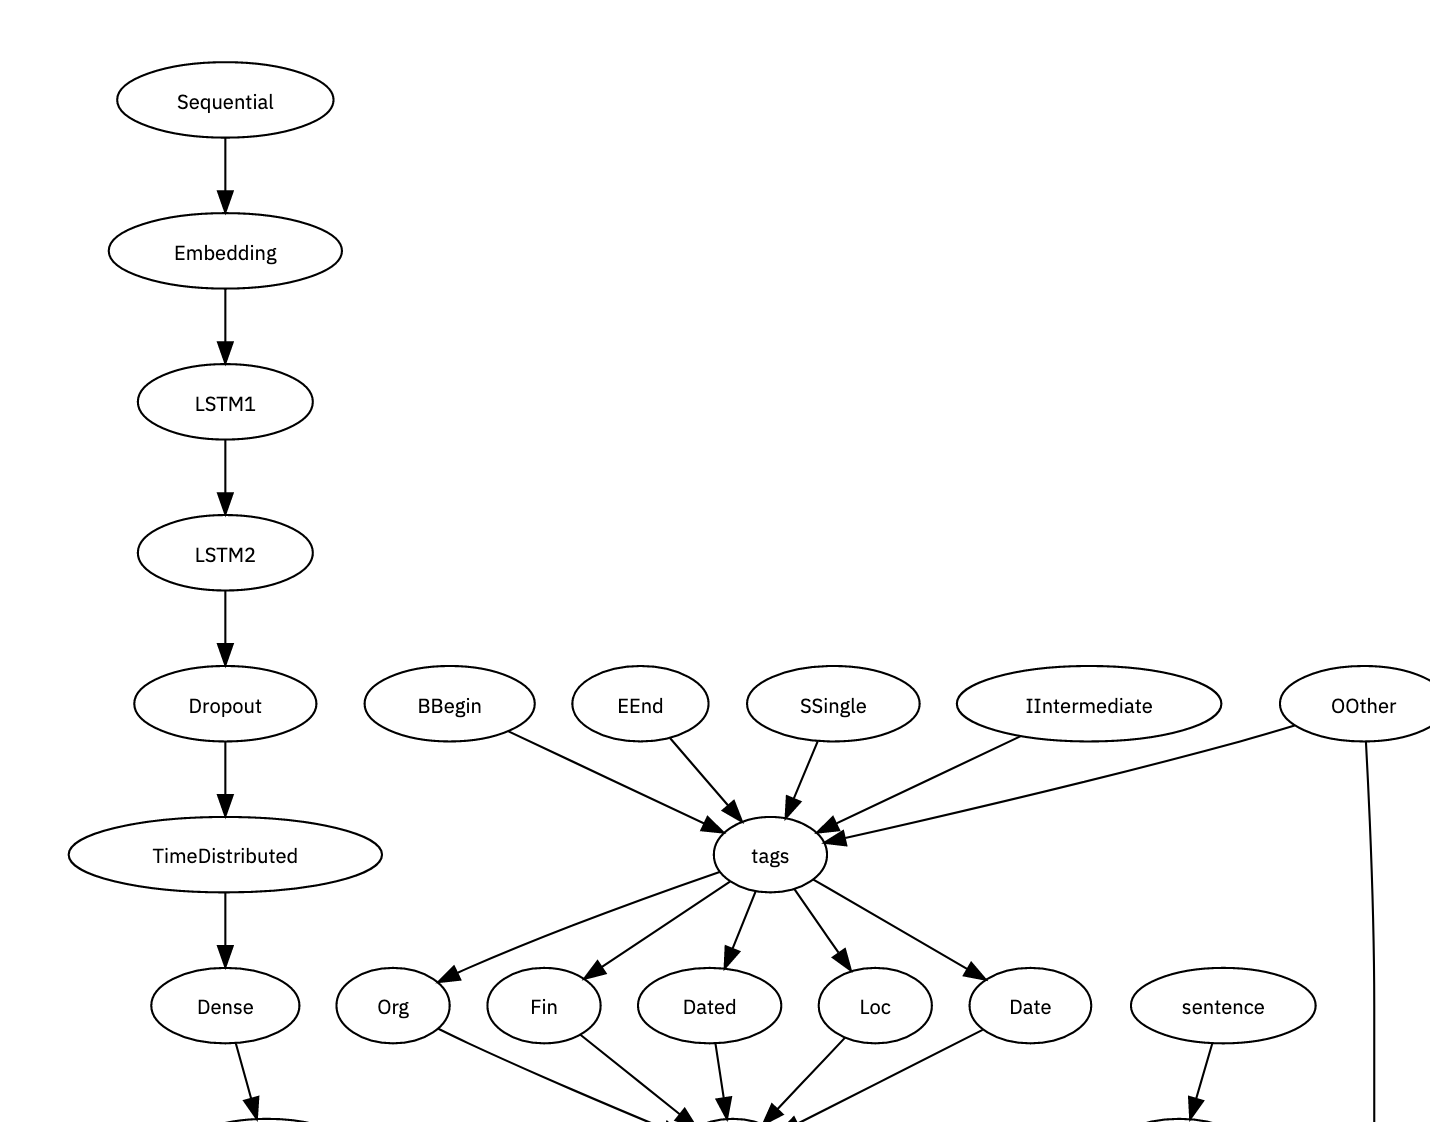 Sequential
Embedding
LSTM1
LSTM2
Dropout
BBegin
EEnd
SSingle
IIntermediate
OOther
TimeDistributed
tags
Dense
Org
Fin
Dated
Loc
Date
sentence